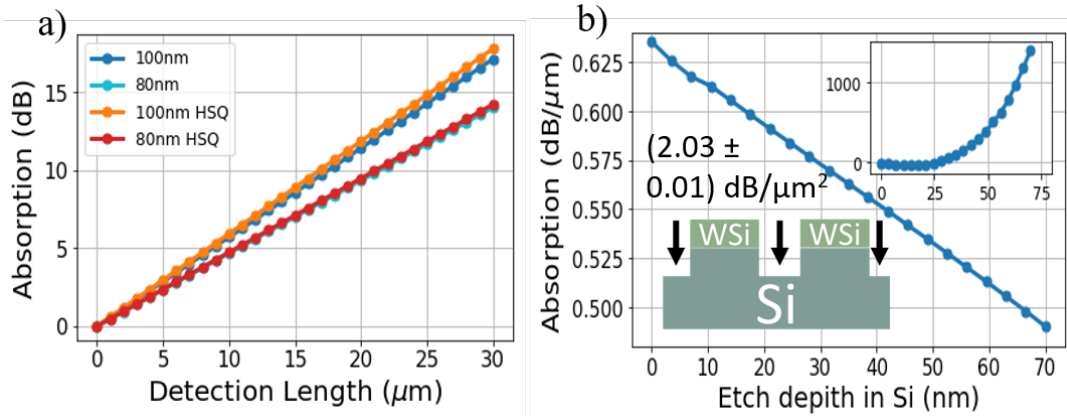 a)
100nm
80nm
100nm HSQ
80nm HSQ
Absorption (dB)
15
10
5
0
0 5 10 15 20 25 30
Detection Length (μm)
b)
Absorption (dB/μm)
0.625
0.600
0.575
0.550
0.525
0.500
1000
0
0 25 50 75
(2.03 ±
0.01) dB/μm²
WSi WSi
Si
0 10 20 30 40 50 60 70
Etch depith in Si (nm)